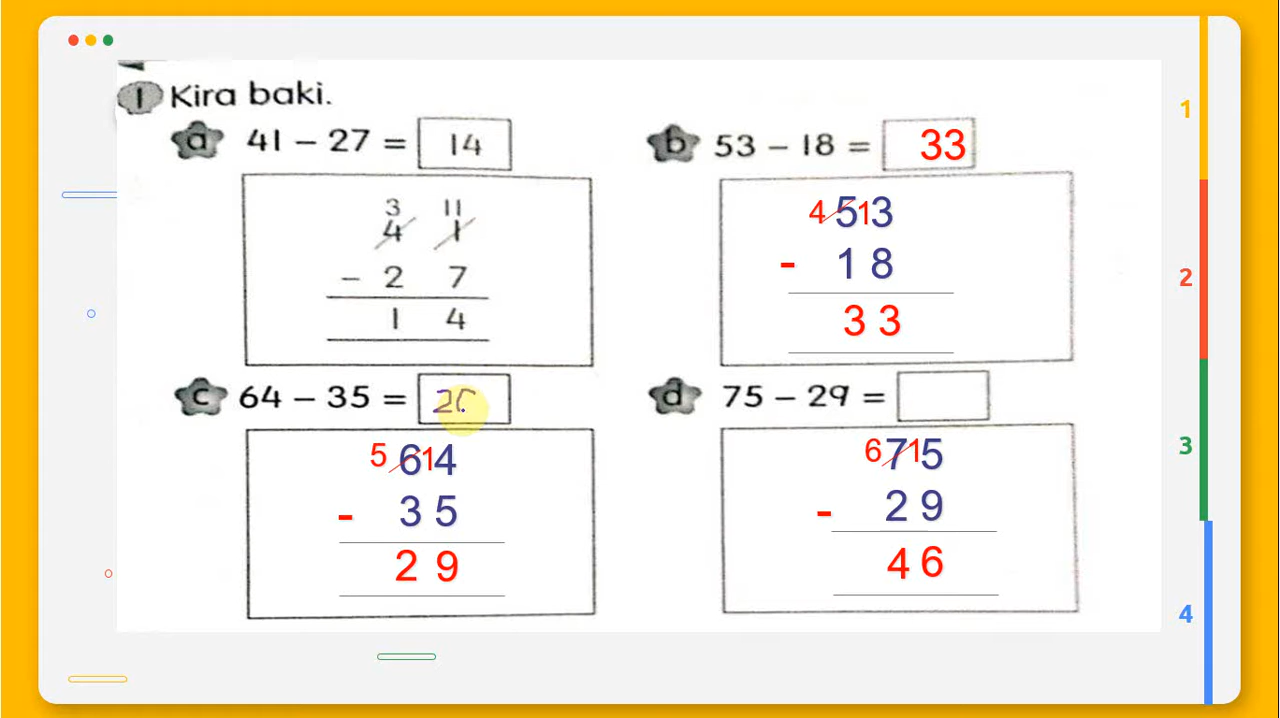 1 Kira baki.
a 41 – 27 = 14
3 11
4 1
– 2 7
1 4
b 53 – 18 = 33
4 5 1 3
- 1 8
3 3
c 64 – 35 =
5 6 1 4
- 3 5
2 9
d 75 – 29 =
6 7 1 5
- 2 9
4 6
1
2
3
4